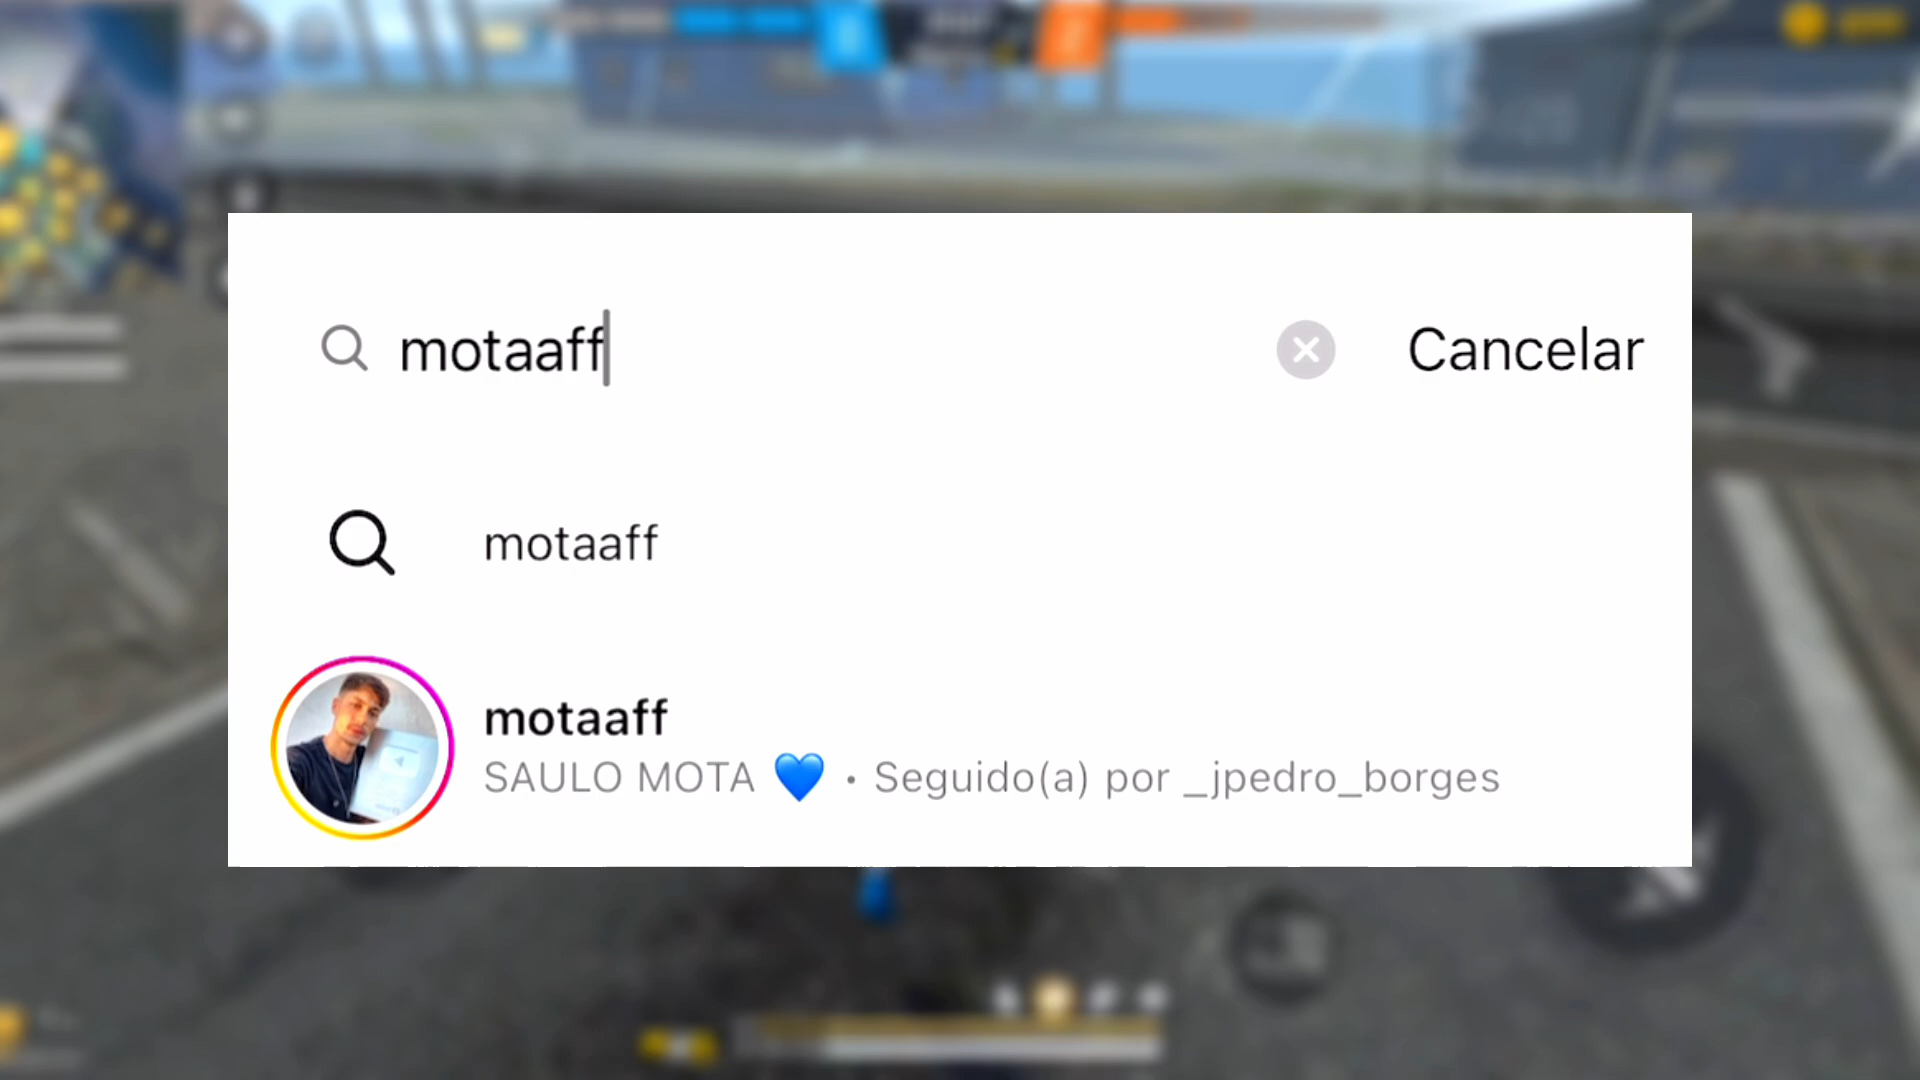 motaaff
Cancelar
motaaff
motaaff
SAULO MOTA 💙 • Seguido(a) por _jpedro_borges